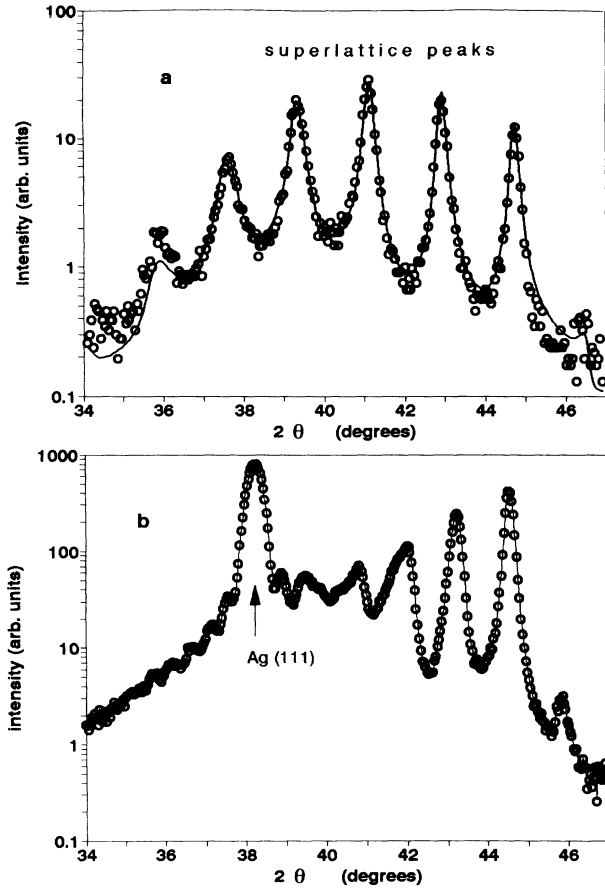 100
superlattice peaks
a
10
1
0.1
Intensity (arb. units)
34 36 38 40 42 44 46
2 θ (degrees)
1000
b
100
10
1
0.1
intensity (arb. units)
Ag (111)
34 36 38 40 42 44 46
2 θ (degrees)